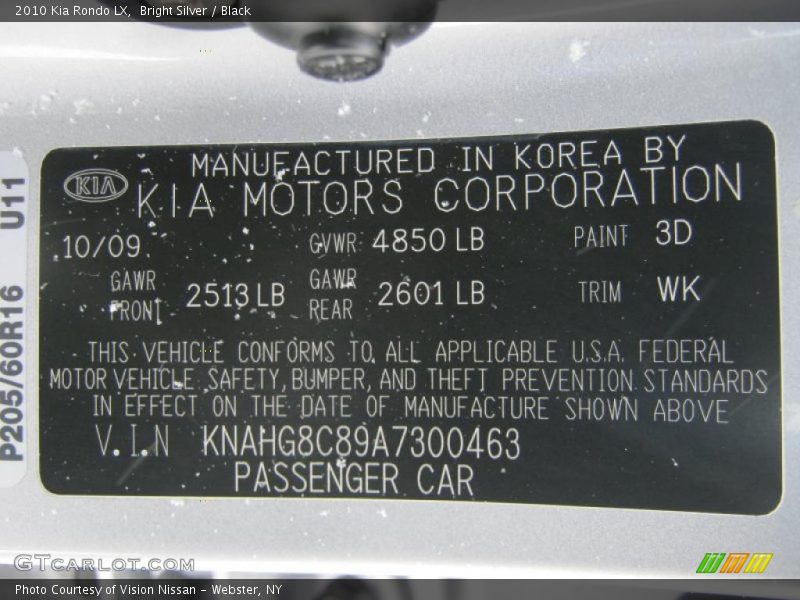 2010 Kia Rondo LX, Bright Silver / Black
MANUFACTURED IN KOREA BY
KIA KIA MOTORS CORPORATION
10/09 GVWR 4850 LB PAINT 3D
GAWR FRONT 2513 LB GAWR REAR 2601 LB TRIM WK
THIS VEHICLE CONFORMS TO ALL APPLICABLE U.S.A. FEDERAL
MOTOR VEHICLE SAFETY, BUMPER, AND THEFT PREVENTION STANDARDS
IN EFFECT ON THE DATE OF MANUFACTURE SHOWN ABOVE
V.I.N KNAHG8C89A7300463
PASSENGER CAR
P205/60R16 U11
GTCARLOT.COM
Photo Courtesy of Vision Nissan - Webster, NY